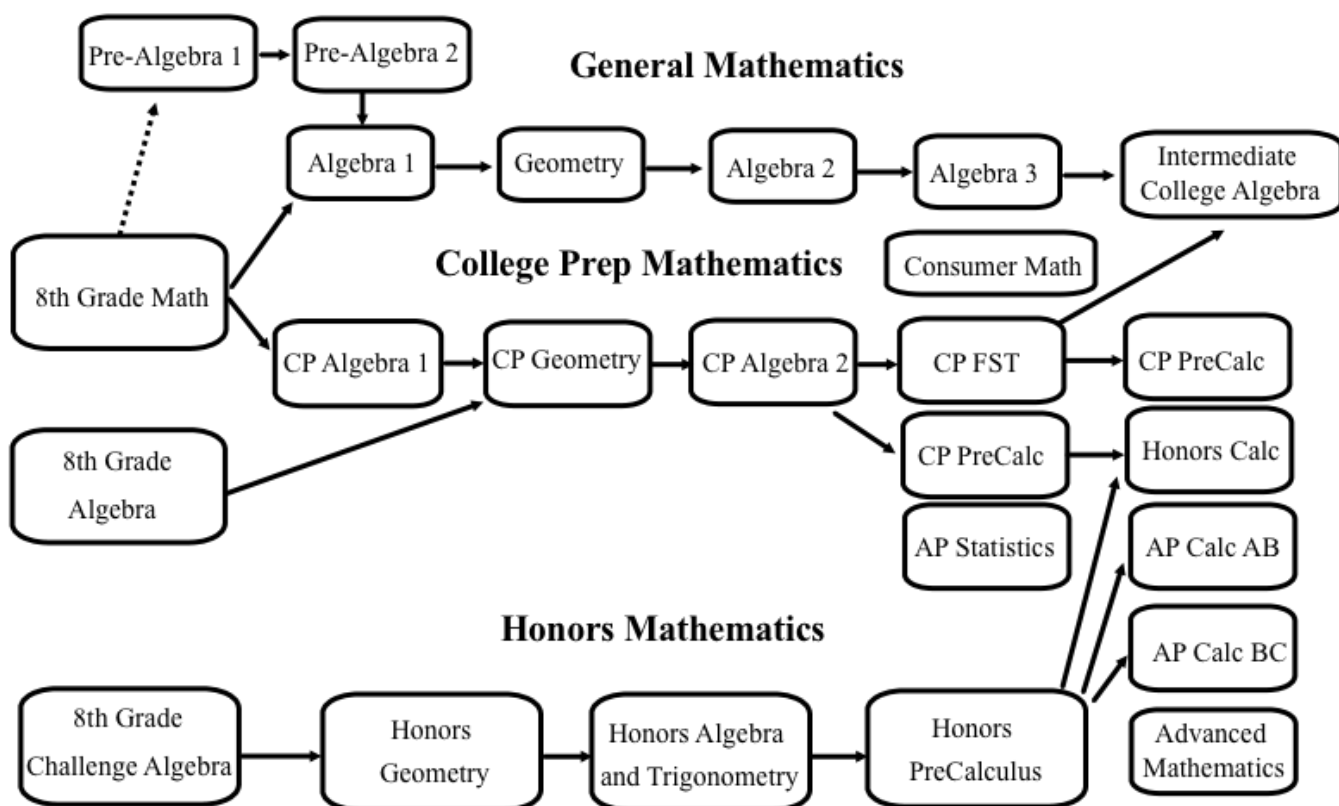 Pre-Algebra 1
Pre-Algebra 2
General Mathematics
Algebra 1
Geometry
Algebra 2
Algebra 3
Intermediate
College Algebra
8th Grade Math
College Prep Mathematics
Consumer Math
CP Algebra 1
CP Geometry
CP Algebra 2
CP FST
CP PreCalc
8th Grade
Algebra
CP PreCalc
Honors Calc
AP Statistics
AP Calc AB
Honors Mathematics
AP Calc BC
8th Grade
Challenge Algebra
Honors
Geometry
Honors Algebra
and Trigonometry
Honors
PreCalculus
Advanced
Mathematics